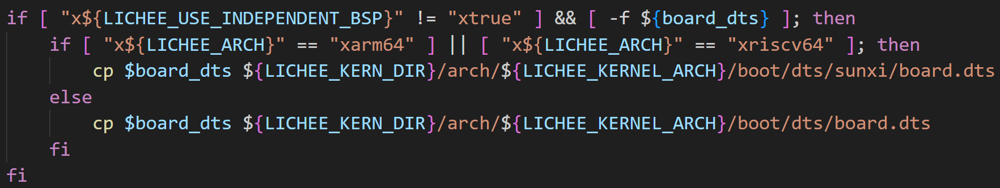 if [ "x${LICHEE_USE_INDEPENDENT_BSP}" != "xtrue" ] && [ -f ${board_dts} ]; then
    if [ "x${LICHEE_ARCH}" == "xarm64" ] || [ "x${LICHEE_ARCH}" == "xriscv64" ]; then
        cp $board_dts ${LICHEE_KERN_DIR}/arch/${LICHEE_KERNEL_ARCH}/boot/dts/sunxi/board.dts
    else
        cp $board_dts ${LICHEE_KERN_DIR}/arch/${LICHEE_KERNEL_ARCH}/boot/dts/board.dts
    fi
fi